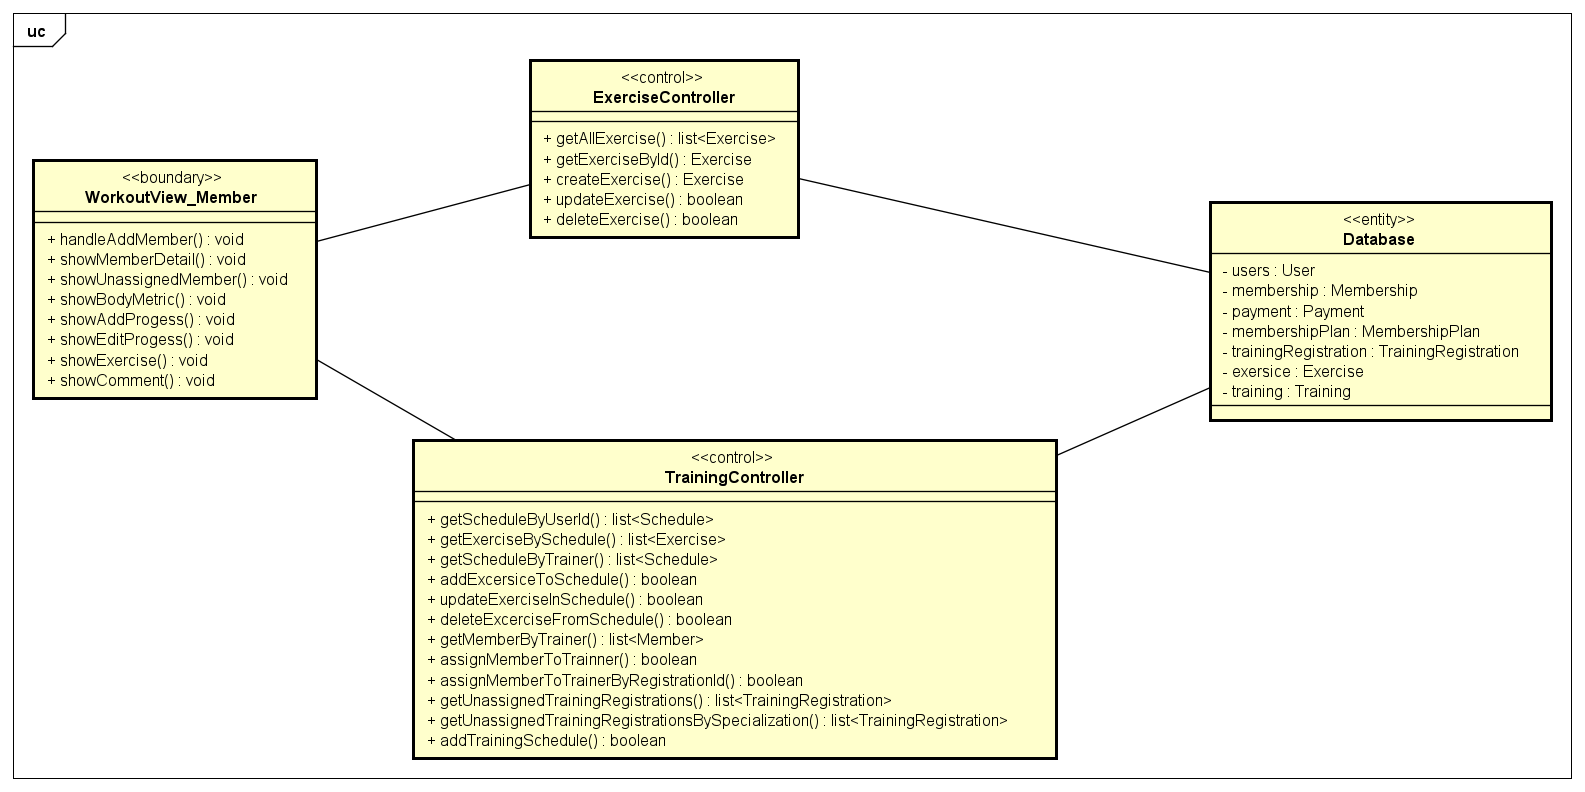 uc
<<control>>
ExerciseController
+ getAllExercise() : list<Exercise>
+ getExerciseById() : Exercise
+ createExercise() : Exercise
+ updateExercise() : boolean
+ deleteExercise() : boolean
<<boundary>>
WorkoutView_Member
+ handleAddMember() : void
+ showMemberDetail() : void
+ showUnassignedMember() : void
+ showBodyMetric() : void
+ showAddProgess() : void
+ showEditProgess() : void
+ showExercise() : void
+ showComment() : void
<<entity>>
Database
- users : User
- membership : Membership
- payment : Payment
- membershipPlan : MembershipPlan
- trainingRegistration : TrainingRegistration
- exersice : Exercise
- training : Training
<<control>>
TrainingController
+ getScheduleByUserId() : list<Schedule>
+ getExerciseBySchedule() : list<Exercise>
+ getScheduleByTrainer() : list<Schedule>
+ addExcersiceToSchedule() : boolean
+ updateExerciseInSchedule() : boolean
+ deleteExcerciseFromSchedule() : boolean
+ getMemberByTrainer() : list<Member>
+ assignMemberToTrainner() : boolean
+ assignMemberToTrainerByRegistrationId() : boolean
+ getUnassignedTrainingRegistrations() : list<TrainingRegistration>
+ getUnassignedTrainingRegistrationsBySpecialization() : list<TrainingRegistration>
+ addTrainingSchedule() : boolean